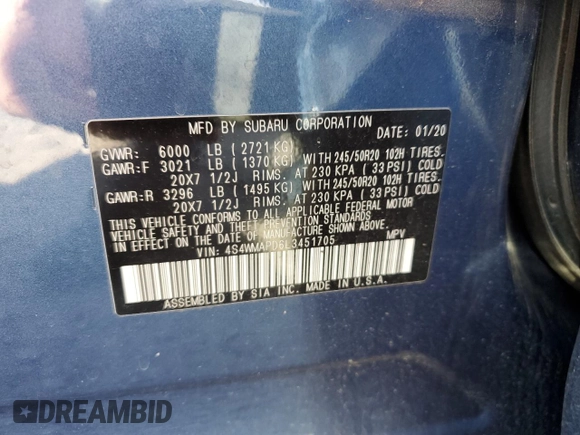 MFD BY SUBARU CORPORATION DATE: 01/20
GVWR: 6000 LB ( 2721 KG)
GAWR:F 3021 LB ( 1370 KG) WITH 245/50R20 102H TIRES.
20X7 1/2J RIMS. AT 230 KPA ( 33 PSI) COLD
GAWR:R 3296 LB ( 1495 KG) WITH 245/50R20 102H TIRES.
20X7 1/2J RIMS. AT 230 KPA ( 33 PSI) COLD
THIS VEHICLE CONFORMS TO ALL APPLICABLE FEDERAL MOTOR
VEHICLE SAFETY AND THEFT PREVENTION STANDARDS
IN EFFECT ON THE DATE OF MANUFACTURE SHOWN ABOVE.
VIN: 4S4WMAPD6L3451705 MPV
ASSEMBLED BY SIA INC. MADE IN U.S.A.
DREAMBID